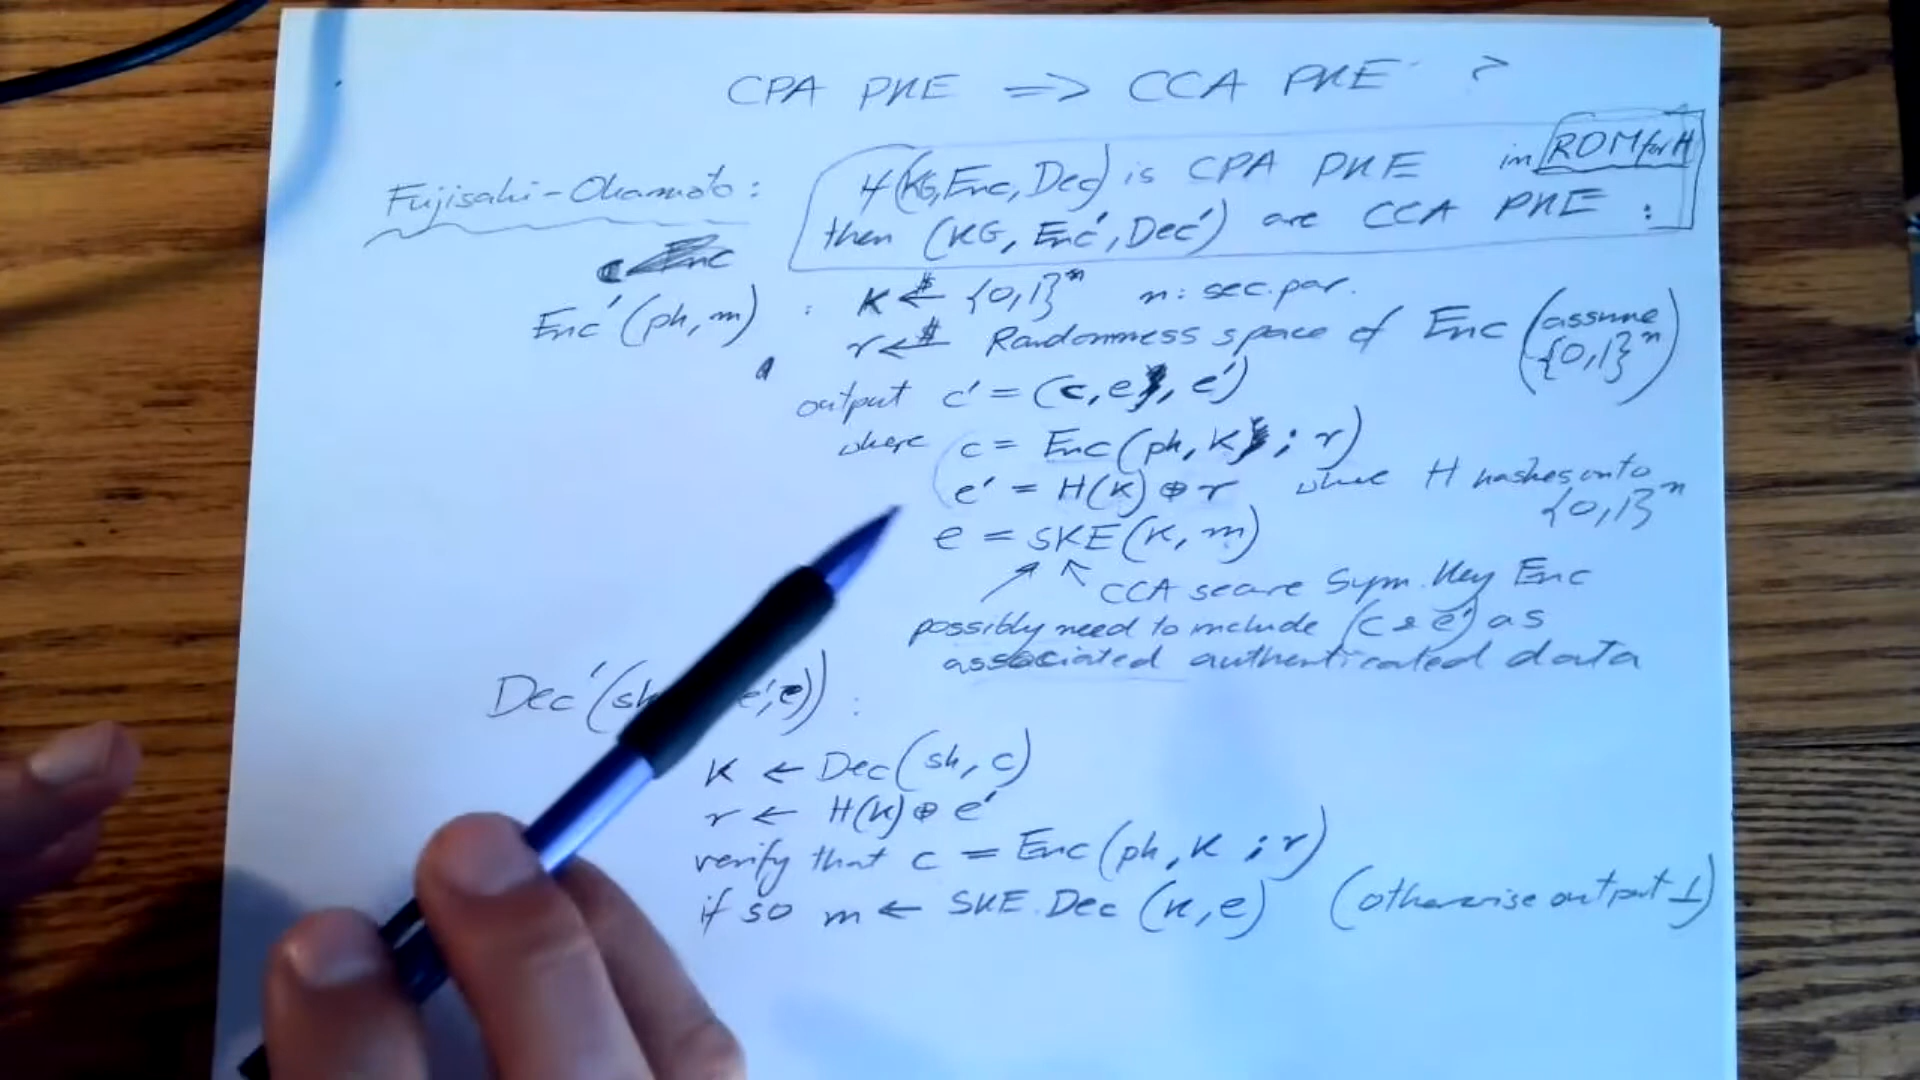 CPA PKE => CCA PKE ?
Fujisaki-Okamoto:
If (KG, Enc, Dec) is CPA PKE in ROM for H
then (KG, Enc', Dec') are CCA PKE :
Enc'(pk, m) : K ←$ {0,1}^n n: sec. par.
r ←$ Randomness space of Enc (assume {0,1}^n)
output c' = (c, e, e')
where c = Enc(pk, K ; r)
e' = H(K) ⊕ r where H hashes onto {0,1}^n
e = SKE(K, m)
CCA secure Sym. Key Enc
possibly need to include (c & e') as
associated authenticated data
Dec'(sk, e', e)) :
K ← Dec(sk, c)
r ← H(K) ⊕ e'
verify that c = Enc(pk, K ; r)
if so m ← SKE.Dec(K, e) (otherwise output ⊥)